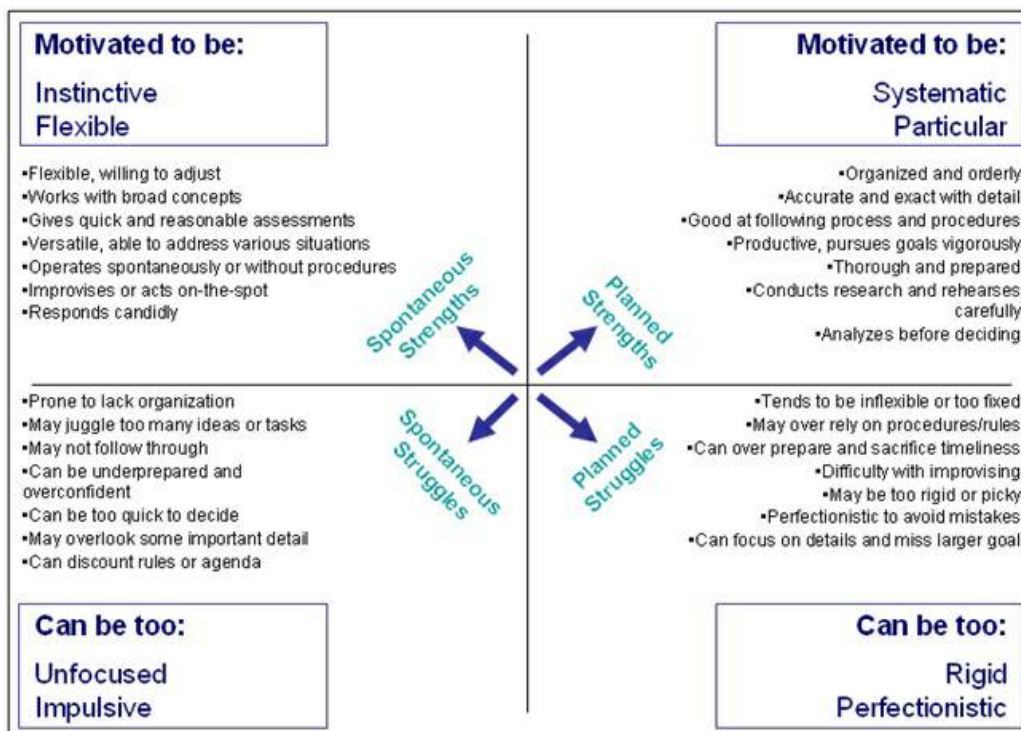 Motivated to be:
Instinctive
Flexible
▪Flexible, willing to adjust
▪Works with broad concepts
▪Gives quick and reasonable assessments
▪Versatile, able to address various situations
▪Operates spontaneously or without procedures
▪Improvises or acts on-the-spot
▪Responds candidly
Spontaneous
Strengths
Motivated to be:
Systematic
Particular
▪Organized and orderly
▪Accurate and exact with detail
▪Good at following process and procedures
▪Productive, pursues goals vigorously
▪Thorough and prepared
▪Conducts research and rehearses
carefully
▪Analyzes before deciding
Planned
Strengths
▪Prone to lack organization
▪May juggle too many ideas or tasks
▪May not follow through
▪Can be underprepared and
overconfident
▪Can be too quick to decide
▪May overlook some important detail
▪Can discount rules or agenda
Spontaneous
Struggles
Can be too:
Unfocused
Impulsive
▪Tends to be inflexible or too fixed
▪May over rely on procedures/rules
▪Can over prepare and sacrifice timeliness
▪Difficulty with improvising
▪May be too rigid or picky
▪Perfectionistic to avoid mistakes
▪Can focus on details and miss larger goal
Planned
Struggles
Can be too:
Rigid
Perfectionistic